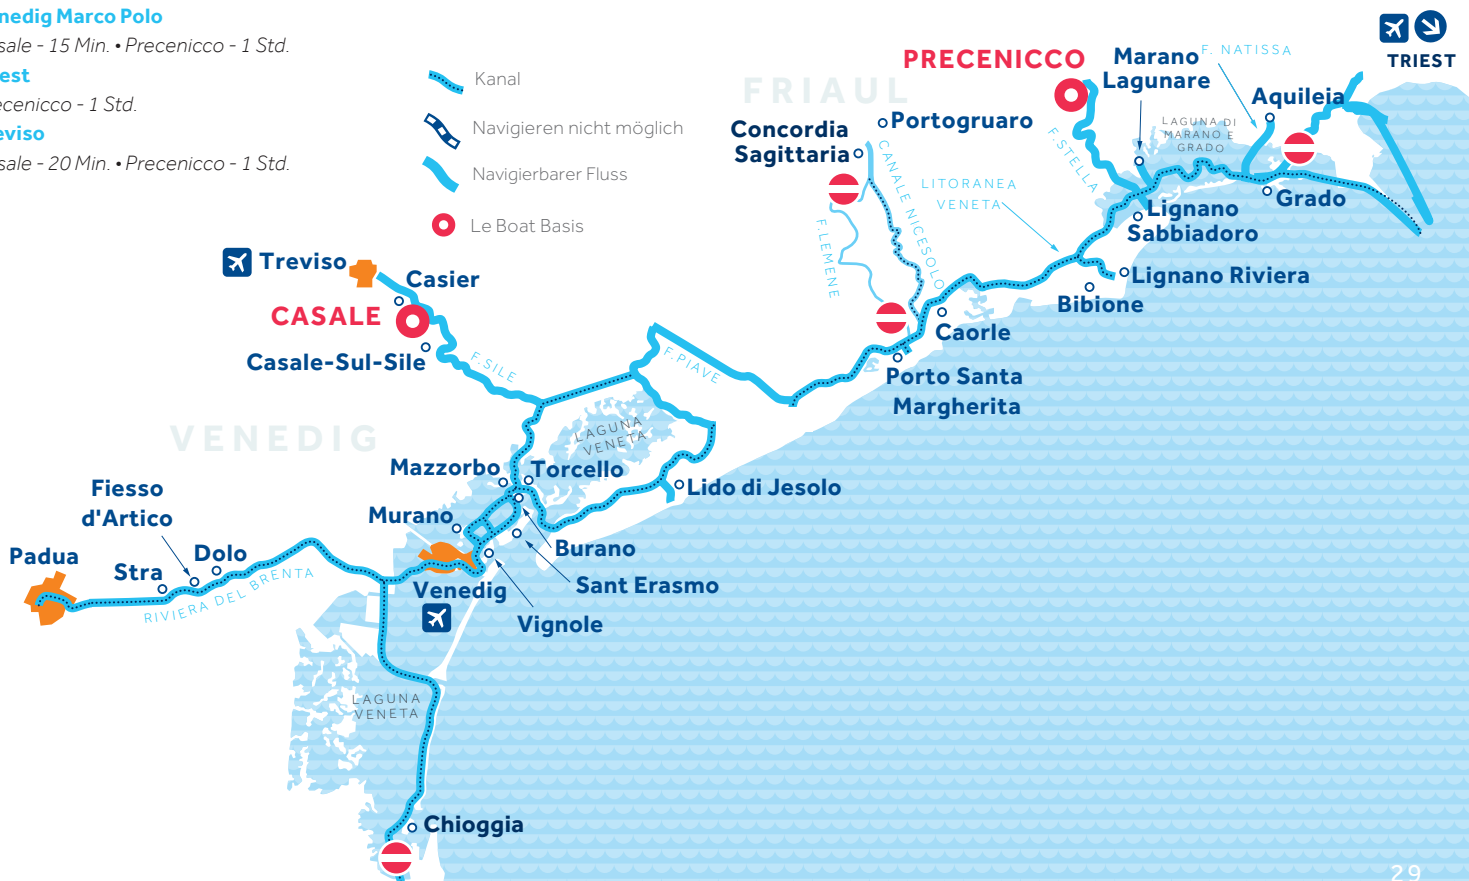 nedig Marco Polo
sale - 15 Min. • Precenicco - 1 Std.
est
ecenicco - 1 Std.
eviso
sale - 20 Min. • Precenicco - 1 Std.
Kanal
Navigieren nicht möglich
Navigierbarer Fluss
Le Boat Basis
FRIAUL
VENEDIG
PRECENICCO
Marano
Lagunare
F. NATISSA
TRIEST
Aquileia
LAGUNA DI
MARANO E
GRADO
Concordia
Sagittaria
Portogruaro
CANALE NICESOLO
F. LEMENE
LITORANEA
VENETA
F. STELLA
Grado
Lignano
Sabbiadoro
Lignano Riviera
Bibione
Caorle
Porto Santa
Margherita
Treviso
Casier
CASALE
Casale-Sul-Sile
F. SILE
F. PIAVE
LAGUNA
VENETA
Mazzorbo
Torcello
Lido di Jesolo
Murano
Burano
Sant Erasmo
Venedig
Vignole
Fiesso
d'Artico
Padua
Stra
Dolo
RIVIERA DEL BRENTA
LAGUNA
VENETA
Chioggia
29